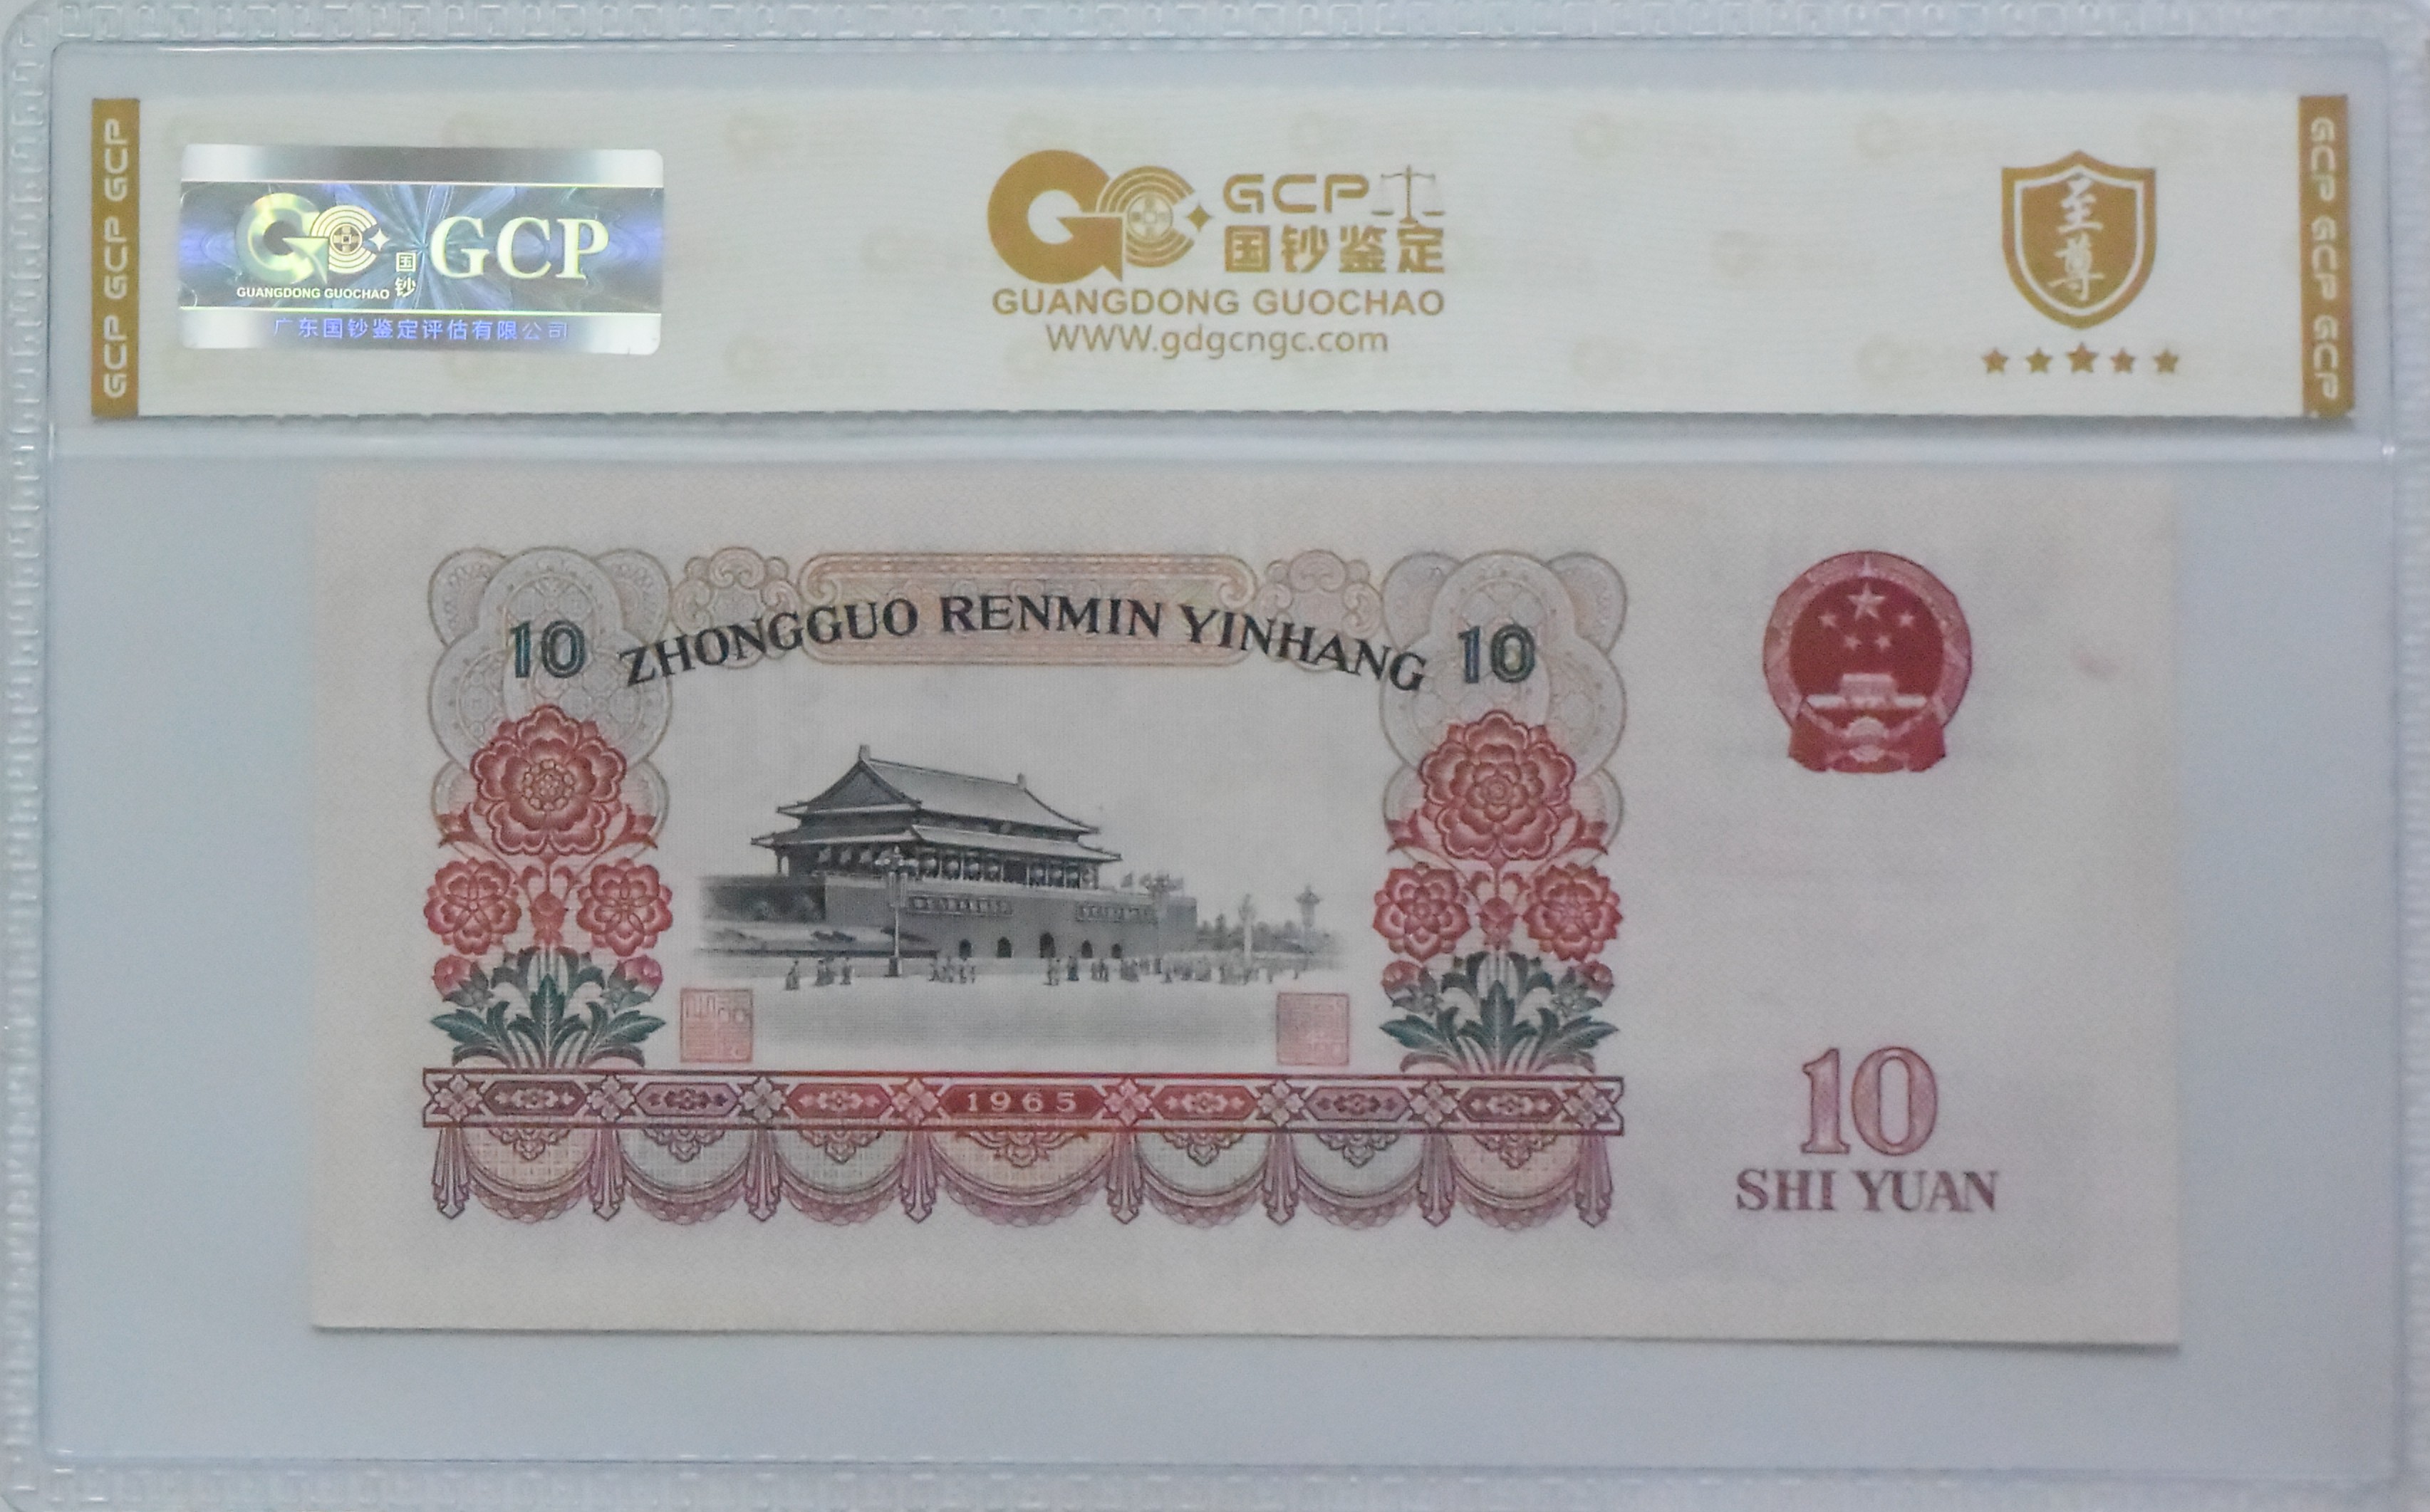 GCP GCP GCP
GUANGDONG GUOCHAO
国钞
GCP
广东国钞鉴定评估有限公司
GCP
国钞鉴定
GUANGDONG GUOCHAO
WWW.gdgcngc.com
至尊
GCP GCP GCP
10 ZHONGGUO RENMIN YINHANG 10
1965
10
SHI YUAN